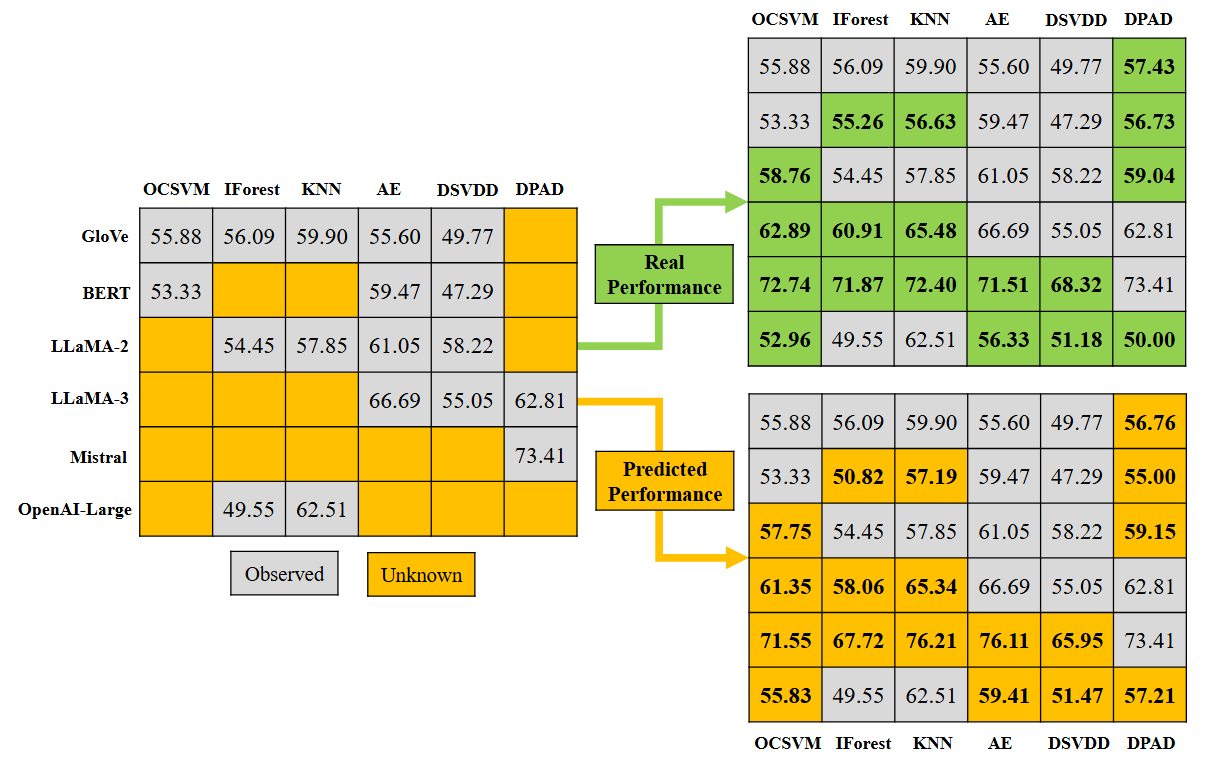 OCSVM IForest KNN AE DSVDD DPAD
55.88 56.09 59.90 55.60 49.77 57.43
53.33 55.26 56.63 59.47 47.29 56.73
58.76 54.45 57.85 61.05 58.22 59.04
62.89 60.91 65.48 66.69 55.05 62.81
72.74 71.87 72.40 71.51 68.32 73.41
52.96 49.55 62.51 56.33 51.18 50.00
OCSVM IForest KNN AE DSVDD DPAD
GloVe 55.88 56.09 59.90 55.60 49.77
BERT 53.33 59.47 47.29
LLaMA-2 54.45 57.85 61.05 58.22
LLaMA-3 66.69 55.05 62.81
Mistral 73.41
OpenAI-Large 49.55 62.51
Observed
Unknown
Real
Performance
Predicted
Performance
55.88 56.09 59.90 55.60 49.77 56.76
53.33 50.82 57.19 59.47 47.29 55.00
57.75 54.45 57.85 61.05 58.22 59.15
61.35 58.06 65.34 66.69 55.05 62.81
71.55 67.72 76.21 76.11 65.95 73.41
55.83 49.55 62.51 59.41 51.47 57.21
OCSVM IForest KNN AE DSVDD DPAD